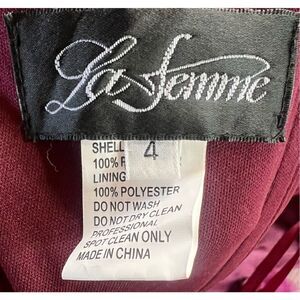 La Femme
SHELL
4
100%
LINING
100% POLYESTER
DO NOT WASH
DO NOT DRY CLEAN
PROFESSIONAL
SPOT CLEAN ONLY
MADE IN CHINA